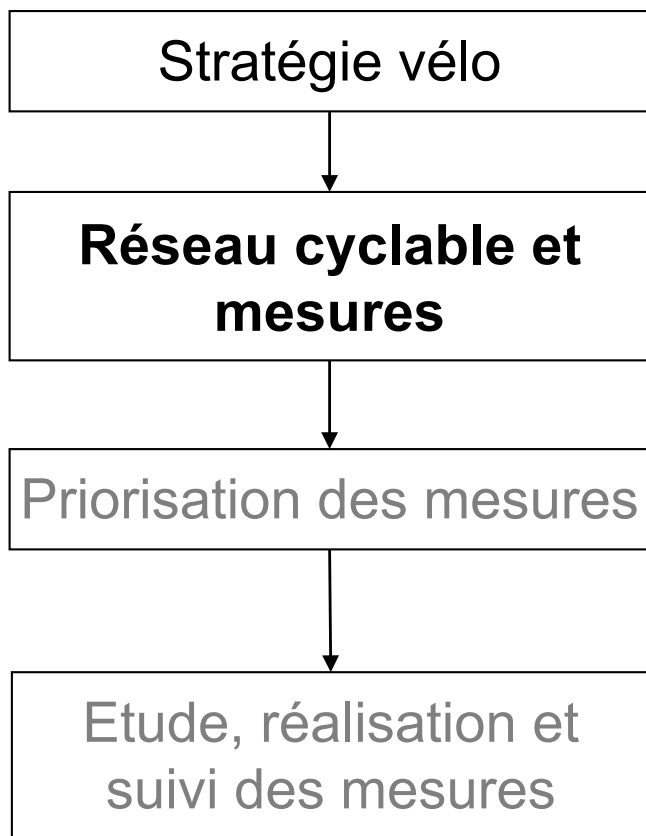 Stratégie vélo
Réseau cyclable et
mesures
Priorisation des mesures
Etude, réalisation et
suivi des mesures